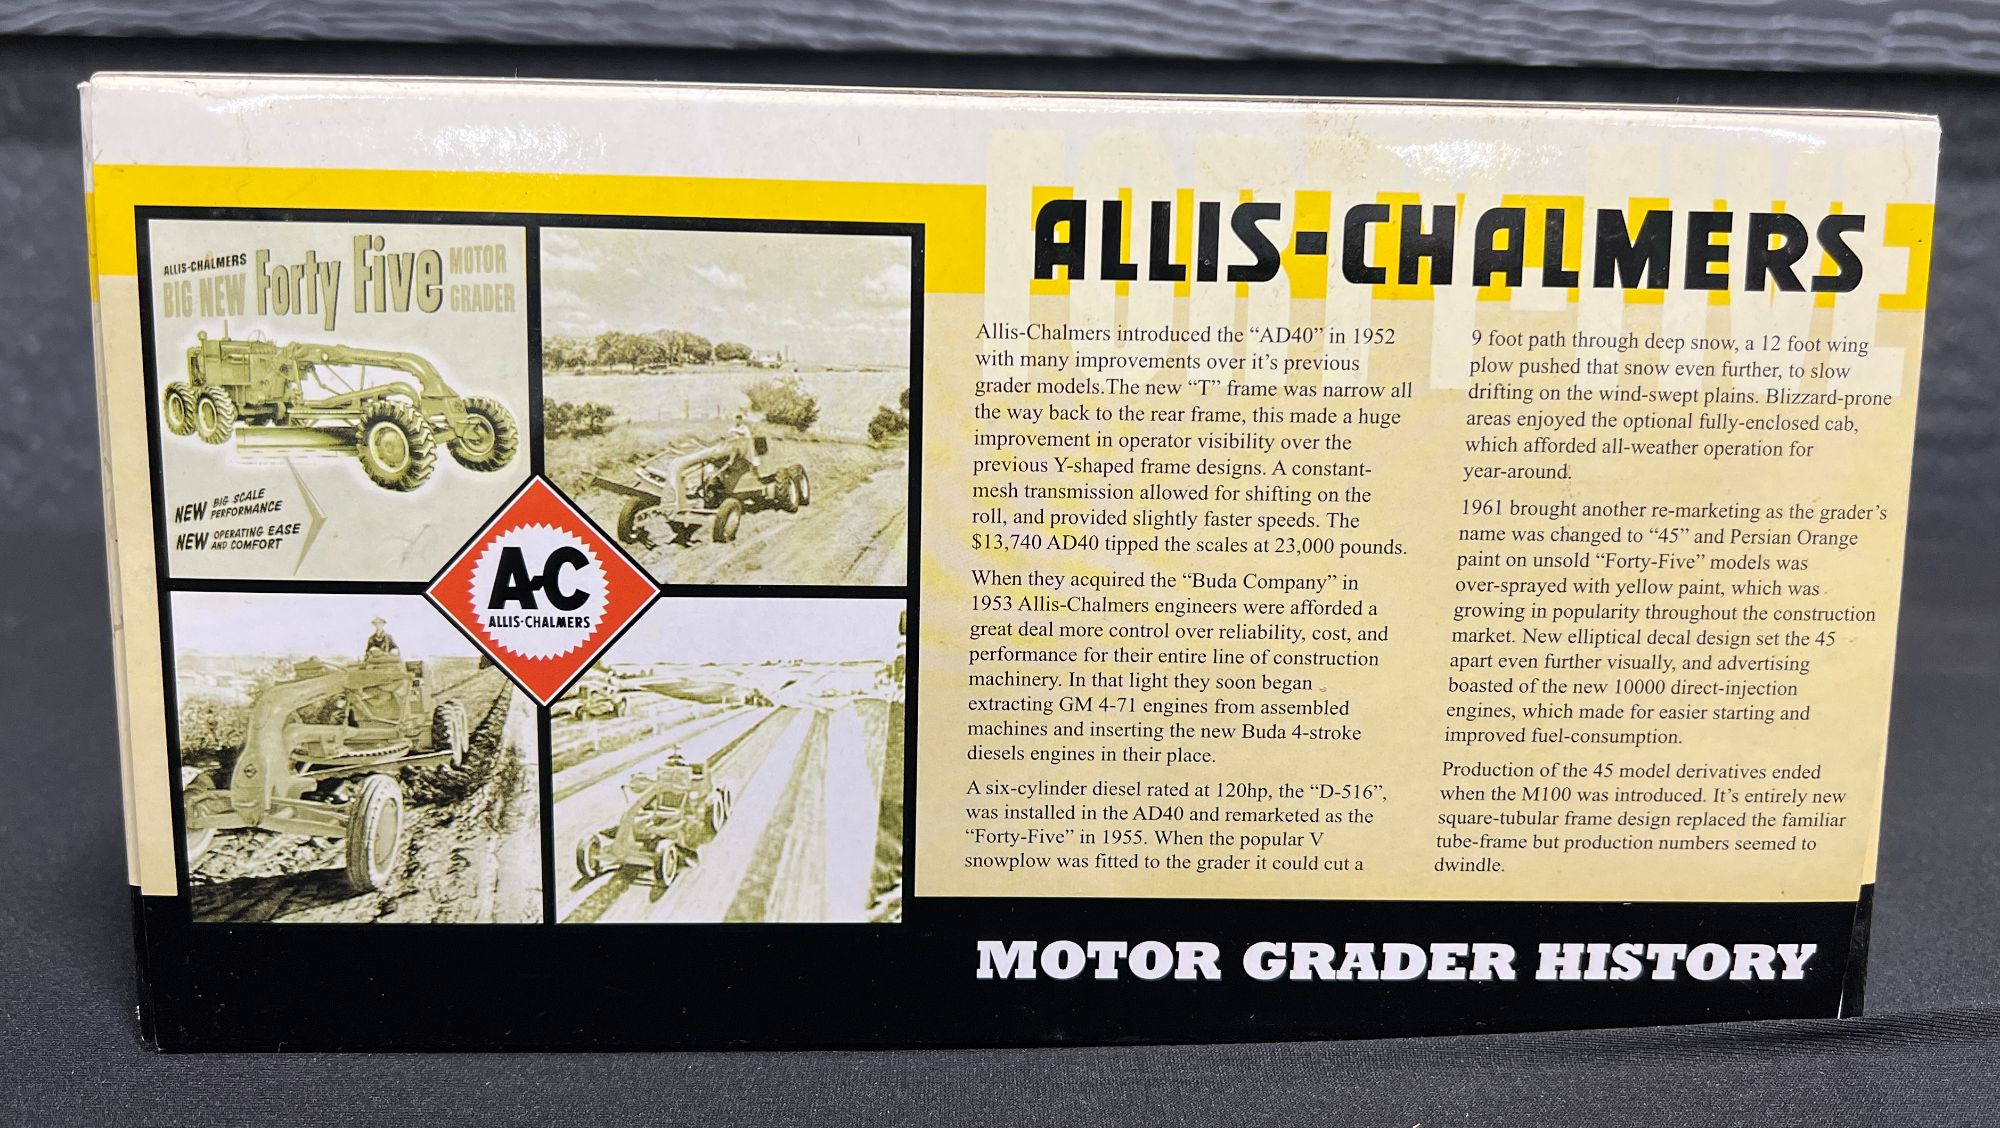 ALLIS-CHALMERS
BIG NEW Forty Five MOTOR GRADER
NEW BIG SCALE PERFORMANCE
NEW OPERATING EASE AND COMFORT
A-C
ALLIS-CHALMERS
FORTY FIVE
ALLIS-CHALMERS
Allis-Chalmers introduced the “AD40” in 1952
with many improvements over it’s previous
grader models.The new “T” frame was narrow all
the way back to the rear frame, this made a huge
improvement in operator visibility over the
previous Y-shaped frame designs. A constant-
mesh transmission allowed for shifting on the
roll, and provided slightly faster speeds. The
$13,740 AD40 tipped the scales at 23,000 pounds.
When they acquired the “Buda Company” in
1953 Allis-Chalmers engineers were afforded a
great deal more control over reliability, cost, and
performance for their entire line of construction
machinery. In that light they soon began
extracting GM 4-71 engines from assembled
machines and inserting the new Buda 4-stroke
diesels engines in their place.
A six-cylinder diesel rated at 120hp, the “D-516”,
was installed in the AD40 and remarketed as the
“Forty-Five” in 1955. When the popular V
snowplow was fitted to the grader it could cut a
9 foot path through deep snow, a 12 foot wing
plow pushed that snow even further, to slow
drifting on the wind-swept plains. Blizzard-prone
areas enjoyed the optional fully-enclosed cab,
which afforded all-weather operation for
year-around.
1961 brought another re-marketing as the grader’s
name was changed to “45” and Persian Orange
paint on unsold “Forty-Five” models was
over-sprayed with yellow paint, which was
growing in popularity throughout the construction
market. New elliptical decal design set the 45
apart even further visually, and advertising
boasted of the new 10000 direct-injection
engines, which made for easier starting and
improved fuel-consumption.
Production of the 45 model derivatives ended
when the M100 was introduced. It’s entirely new
square-tubular frame design replaced the familiar
tube-frame but production numbers seemed to
dwindle.
MOTOR GRADER HISTORY